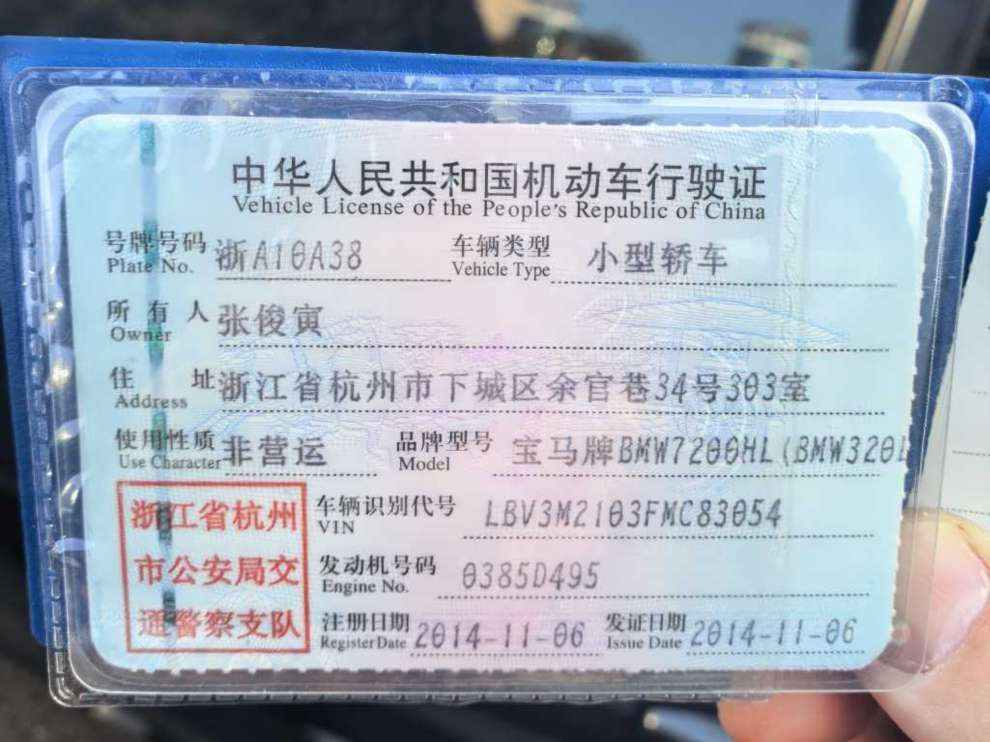 中华人民共和国机动车行驶证
Vehicle License of the People's Republic of China
号牌号码 浙A10A38 车辆类型 小型轿车
Plate No. Vehicle Type
所有人 张俊寅
Owner
住址 浙江省杭州市下城区余官巷34号303室
Address
使用性质 非营运 品牌型号 宝马牌BMW7200HL(BMW320L
Use Character Model
浙江省杭州
市公安局交
通警察支队
车辆识别代号 LBV3M2103FMC83054
VIN
发动机号码 0385D495
Engine No.
注册日期 2014-11-06 发证日期 2014-11-06
Register Date Issue Date